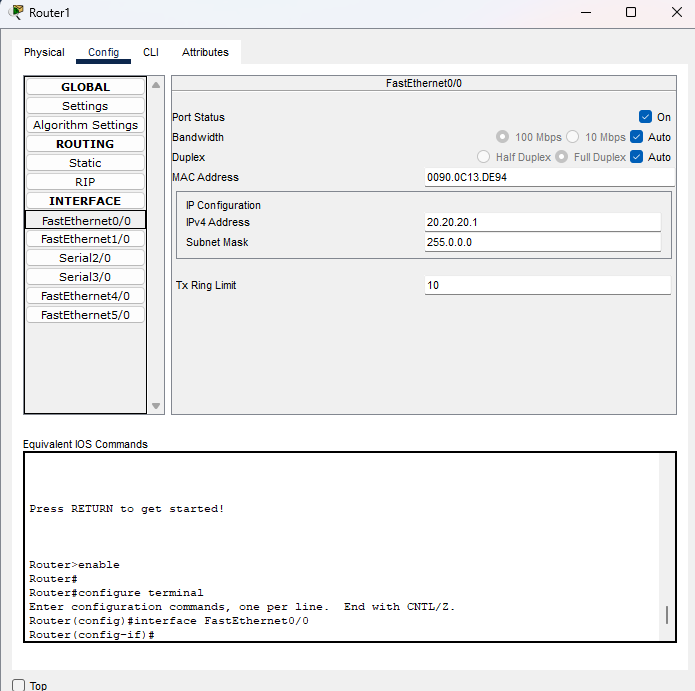 Router1
Physical Config CLI Attributes
GLOBAL
Settings
Algorithm Settings
ROUTING
Static
RIP
INTERFACE
FastEthernet0/0
FastEthernet1/0
Serial2/0
Serial3/0
FastEthernet4/0
FastEthernet5/0
FastEthernet0/0
Port Status On
Bandwidth 100 Mbps 10 Mbps Auto
Duplex Half Duplex Full Duplex Auto
MAC Address 0090.0C13.DE94
IP Configuration
IPv4 Address 20.20.20.1
Subnet Mask 255.0.0.0
Tx Ring Limit 10
Equivalent IOS Commands
Press RETURN to get started!
Router>enable
Router#
Router#configure terminal
Enter configuration commands, one per line.  End with CNTL/Z.
Router(config)#interface FastEthernet0/0
Router(config-if)#
Top